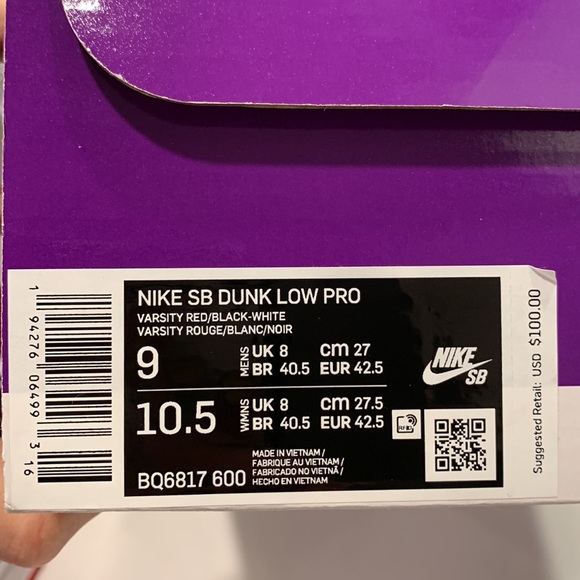 NIKE SB DUNK LOW PRO
VARSITY RED/BLACK-WHITE
VARSITY ROUGE/BLANC/NOIR
9 MENS UK 8 CM 27
BR 40.5 EUR 42.5
10.5 WMNS UK 8 CM 27.5
BR 40.5 EUR 42.5
BQ6817 600
MADE IN VIETNAM /
FABRIQUE AU VIETNAM /
FABRICADO NO VIETNÃ /
HECHO EN VIETNAM
NIKE
SB
1 94276 06499 3 16
Suggested Retail: USD $100.00